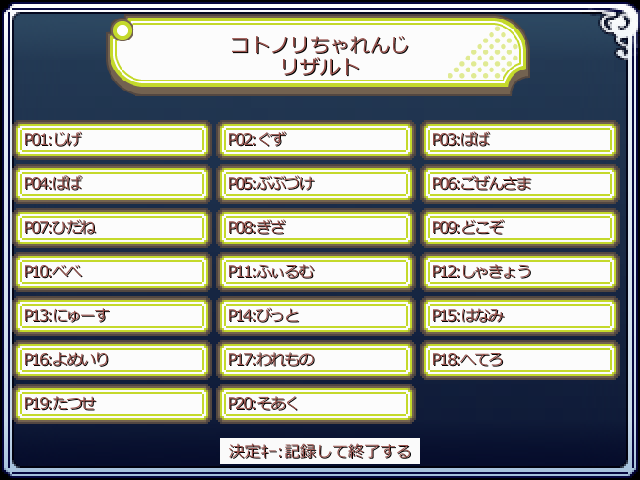 コトノリちゃれんじ
リザルト
P01:じげ
P02:ぐず
P03:ばば
P04:ぱぱ
P05:ぶぶづけ
P06:ごぜんさま
P07:ひだね
P08:ぎざ
P09:どこぞ
P10:べべ
P11:ふぃるむ
P12:しゃきょう
P13:にゅーす
P14:びっと
P15:はなみ
P16:よめいり
P17:われもの
P18:へてろ
P19:たつせ
P20:そあく
決定ｷｰ:記録して終了する